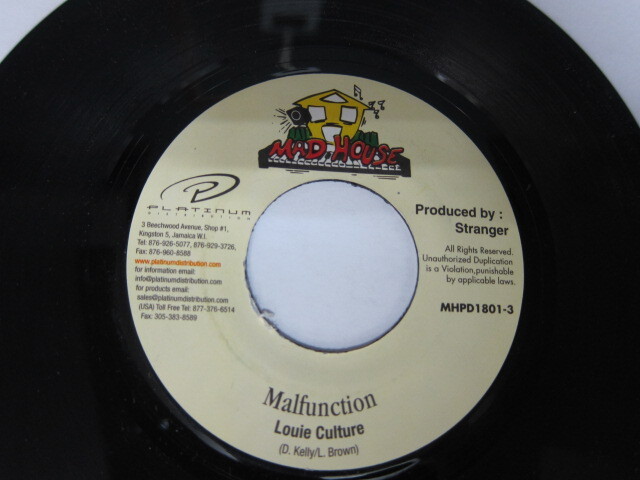 MAD HOUSE
PLATINUM
DISTRIBUTION
3 Beechwood Avenue, Shop #1,
Kingston 5, Jamaica W.I.
Tel: 876-926-5077, 876-929-3726,
Fax: 876-960-8588
www.platinumdistribution.com
for information email:
info@platinumdistribution.com
for products email:
sales@platinumdistribution.com
(USA) Toll Free Tel: 877-376-6514
Fax: 305-383-8589
Produced by :
Stranger
All Rights Reserved.
Unauthorized Duplication
is a Violation,punishable
by applicable laws.
MHPD1801-3
Malfunction
Louie Culture
(D. Kelly/L. Brown)